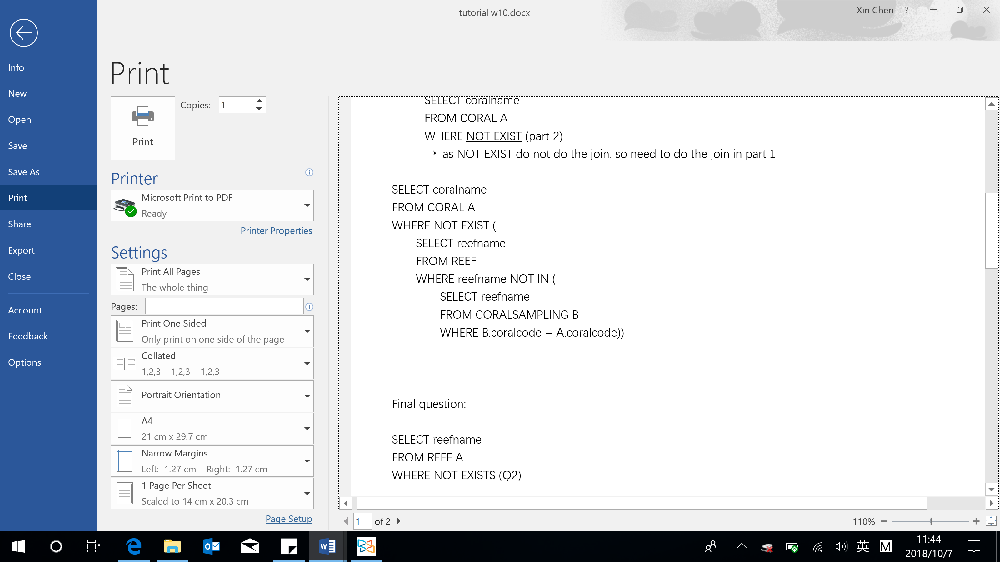 tutorial w10.docx
Xin Chen ?
Info
New
Open
Save
Save As
Print
Share
Export
Close
Account
Feedback
Options
Print
Print
Copies: 1
Printer
Microsoft Print to PDF
Ready
Printer Properties
Settings
Print All Pages
The whole thing
Pages:
Print One Sided
Only print on one side of the page
Collated
1,2,3 1,2,3 1,2,3
Portrait Orientation
A4
21 cm x 29.7 cm
Narrow Margins
Left: 1.27 cm Right: 1.27 cm
1 Page Per Sheet
Scaled to 14 cm x 20.3 cm
Page Setup
SELECT coralname
FROM CORAL A
WHERE NOT EXIST (part 2)
→ as NOT EXIST do not do the join, so need to do the join in part 1
SELECT coralname
FROM CORAL A
WHERE NOT EXIST (
SELECT reefname
FROM REEF
WHERE reefname NOT IN (
SELECT reefname
FROM CORALSAMPLING B
WHERE B.coralcode = A.coralcode))
Final question:
SELECT reefname
FROM REEF A
WHERE NOT EXISTS (Q2)
1 of 2
110%
英 M
11:44
2018/10/7